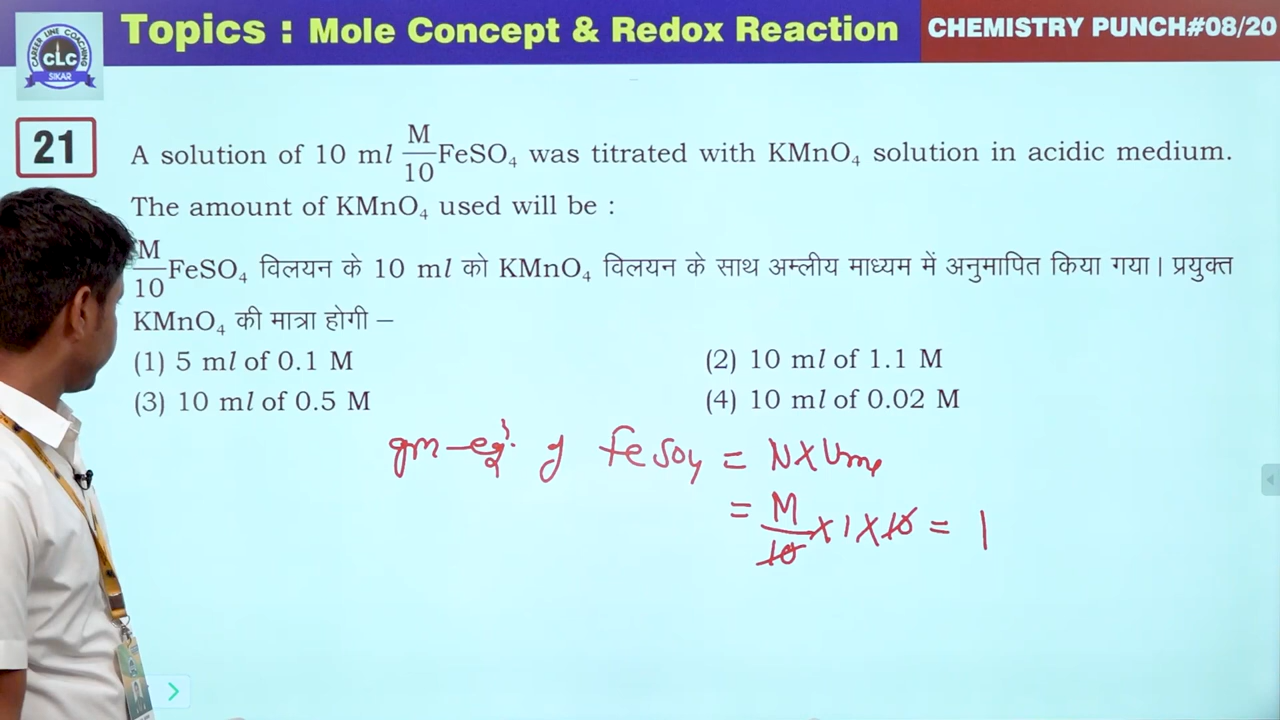 Topics : Mole Concept & Redox Reaction
CHEMISTRY PUNCH#08/20
CAREER LINE COACHING
CLC
SIKAR
21
A solution of 10 ml M/10 FeSO₄ was titrated with KMnO₄ solution in acidic medium.
The amount of KMnO₄ used will be :
M/10 FeSO₄ विलयन के 10 ml को KMnO₄ विलयन के साथ अम्लीय माध्यम में अनुमापित किया गया। प्रयुक्त
KMnO₄ की मात्रा होगी –
(1) 5 ml of 0.1 M
(2) 10 ml of 1.1 M
(3) 10 ml of 0.5 M
(4) 10 ml of 0.02 M
FeSO₄ = N×Vml
= M/10 × 1 × 10 = 1